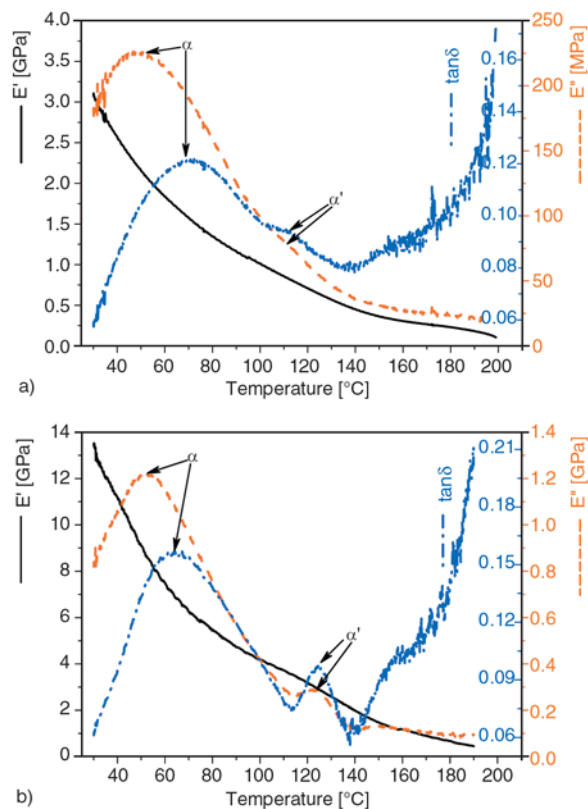 4.0
3.5
3.0
2.5
2.0
1.5
1.0
0.5
0.0
E' [GPa]
α
α'
tanδ
0.16
0.14
0.12
0.10
0.08
0.06
250
200
150
100
50
0
E" [MPa]
40 60 80 100 120 140 160 180 200
Temperature [°C]
a)
14
12
10
8
6
4
2
0
E' [GPa]
α
α'
tanδ
0.21
0.18
0.15
0.12
0.09
0.06
1.4
1.2
1.0
0.8
0.6
0.4
0.2
0.0
E" [GPa]
40 60 80 100 120 140 160 180 200
Temperature [°C]
b)